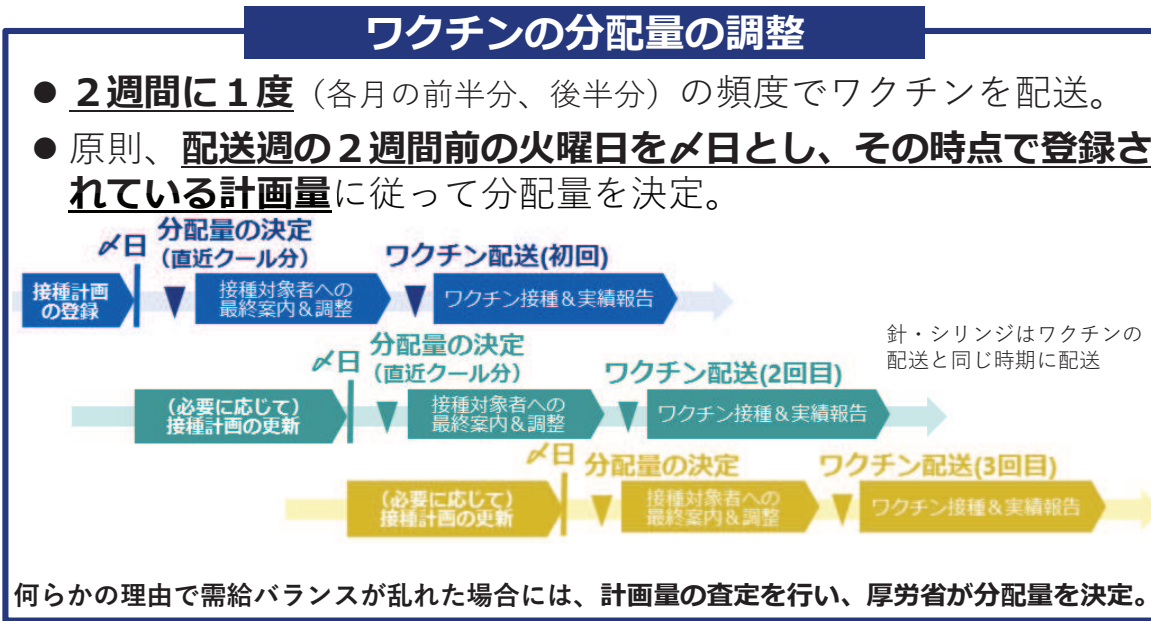 ワクチンの分配量の調整
● ２週間に１度（各月の前半分、後半分）の頻度でワクチンを配送。
● 原則、配送週の２週間前の火曜日を〆日とし、その時点で登録さ
れている計画量に従って分配量を決定。
〆日
分配量の決定
（直近クール分）
ワクチン配送(初回)
接種計画
の登録
接種対象者への
最終案内＆調整
ワクチン接種＆実績報告
針・シリンジはワクチンの
配送と同じ時期に配送
〆日
分配量の決定
（直近クール分）
ワクチン配送(2回目)
（必要に応じて）
接種計画の更新
接種対象者への
最終案内＆調整
ワクチン接種＆実績報告
〆日
分配量の決定
ワクチン配送(3回目)
（必要に応じて）
接種計画の更新
接種対象者への
最終案内＆調整
ワクチン接種＆実績報告
何らかの理由で需給バランスが乱れた場合には、計画量の査定を行い、厚労省が分配量を決定。